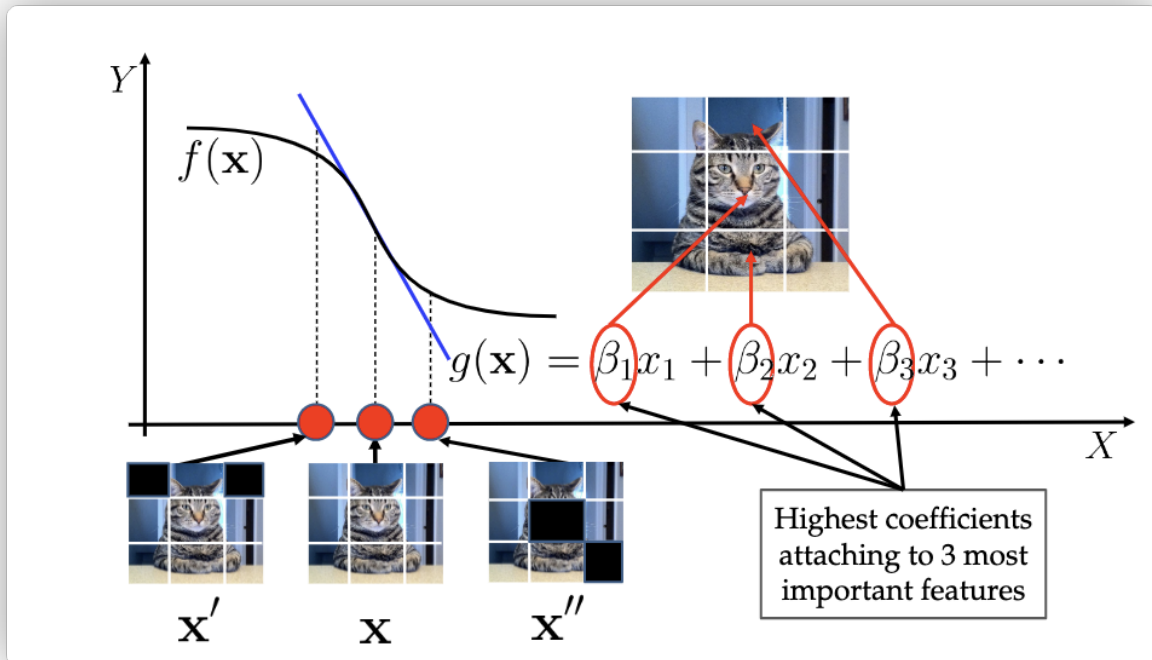 Y
f(x)
g(x) = β₁x₁ + β₂x₂ + β₃x₃ + ⋯
X
x′
x
x″
Highest coefficients
attaching to 3 most
important features